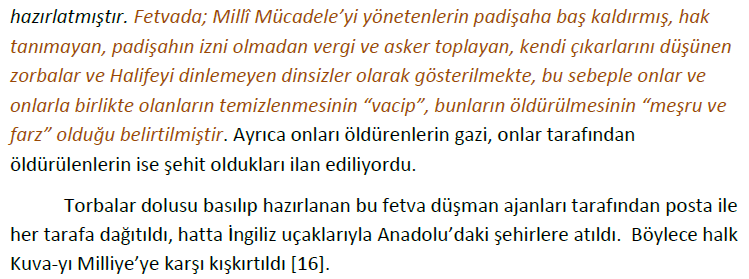 hazırlatmıştır. Fetvada; Millî Mücadele’yi yönetenlerin padişaha baş kaldırmış, hak
tanımayan, padişahın izni olmadan vergi ve asker toplayan, kendi çıkarlarını düşünen
zorbalar ve Halifeyi dinlemeyen dinsizler olarak gösterilmekte, bu sebeple onlar ve
onlarla birlikte olanların temizlenmesinin “vacip”, bunların öldürülmesinin “meşru ve
farz” olduğu belirtilmiştir. Ayrıca onları öldürenlerin gazi, onlar tarafından
öldürülenlerin ise şehit oldukları ilan ediliyordu.
Torbalar dolusu basılıp hazırlanan bu fetva düşman ajanları tarafından posta ile
her tarafa dağıtıldı, hatta İngiliz uçaklarıyla Anadolu’daki şehirlere atıldı. Böylece halk
Kuva-yı Milliye’ye karşı kışkırtıldı [16].